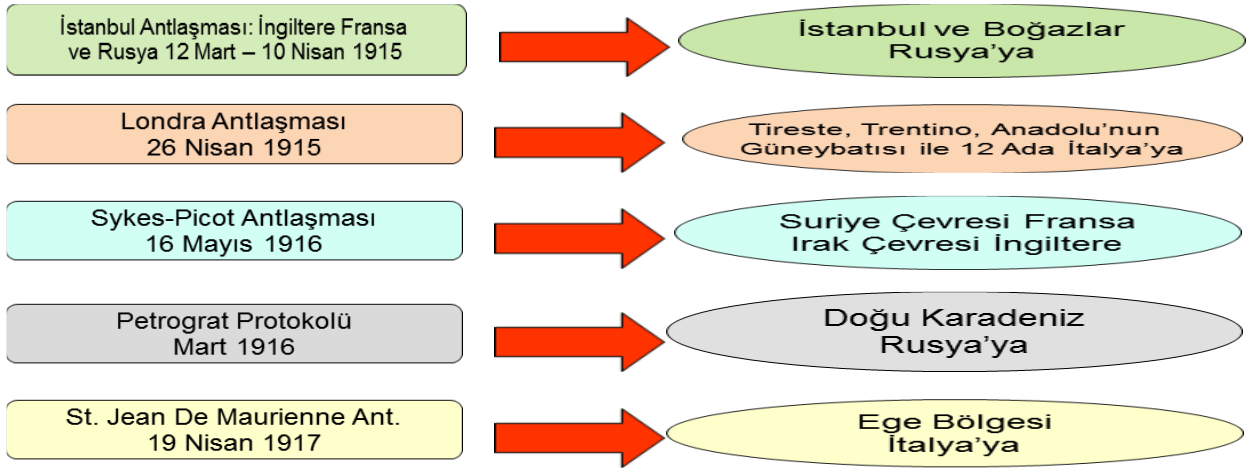 İstanbul Antlaşması: İngiltere Fransa
ve Rusya 12 Mart – 10 Nisan 1915
İstanbul ve Boğazlar
Rusya'ya
Londra Antlaşması
26 Nisan 1915
Tireste, Trentino, Anadolu'nun
Güneybatısı ile 12 Ada İtalya'ya
Sykes-Picot Antlaşması
16 Mayıs 1916
Suriye Çevresi Fransa
Irak Çevresi İngiltere
Petrograt Protokolü
Mart 1916
Doğu Karadeniz
Rusya'ya
St. Jean De Maurienne Ant.
19 Nisan 1917
Ege Bölgesi
İtalya'ya